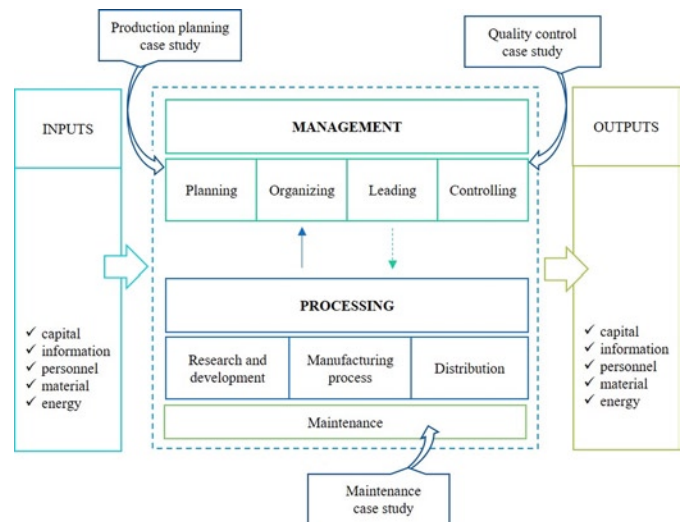 Production planning
case study
Quality control
case study
INPUTS
MANAGEMENT
OUTPUTS
Planning
Organizing
Leading
Controlling
PROCESSING
✓ capital
✓ information
✓ personnel
✓ material
✓ energy
Research and
development
Manufacturing
process
Distribution
✓ capital
✓ information
✓ personnel
✓ material
✓ energy
Maintenance
Maintenance
case study